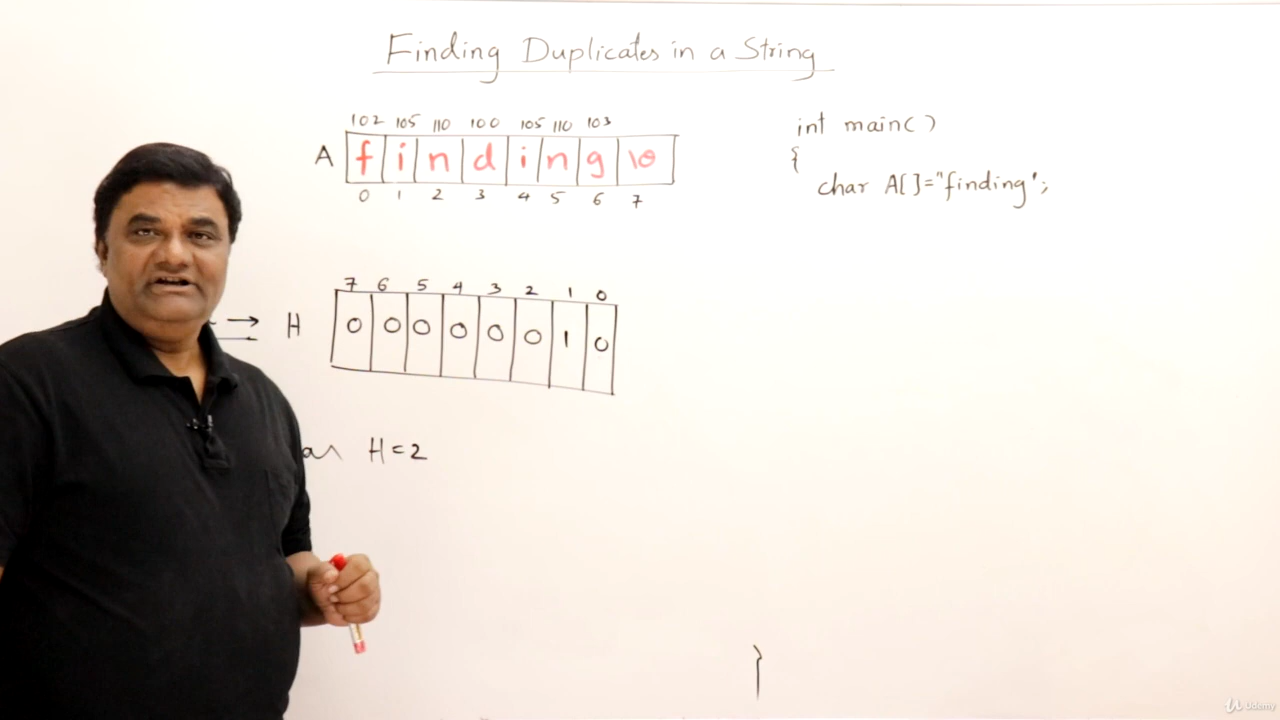 Finding Duplicates in a String
102 105 110 100 105 110 103
A f i n d i n g \0
0 1 2 3 4 5 6 7
int main()
{
char A[]="finding";
7 6 5 4 3 2 1 0
→ H 0 0 0 0 0 0 1 0
H=2
}
Udemy